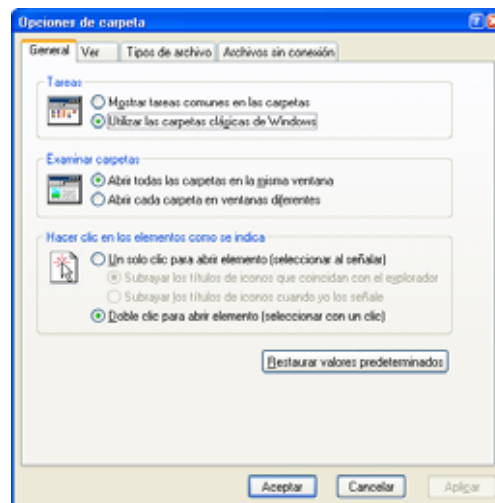 Opciones de carpeta
General Ver Tipos de archivo Archivos sin conexión
Tareas
Mostrar tareas comunes en las carpetas
Utilizar las carpetas clásicas de Windows
Examinar carpetas
Abrir todas las carpetas en la misma ventana
Abrir cada carpeta en ventanas diferentes
Hacer clic en los elementos como se indica
Un solo clic para abrir elemento (seleccionar al señalar)
Subrayar los títulos de iconos que coincidan con el explorador
Subrayar los títulos de iconos cuando yo los señale
Doble clic para abrir elemento (seleccionar con un clic)
Restaurar valores predeterminados
Aceptar Cancelar Aplicar